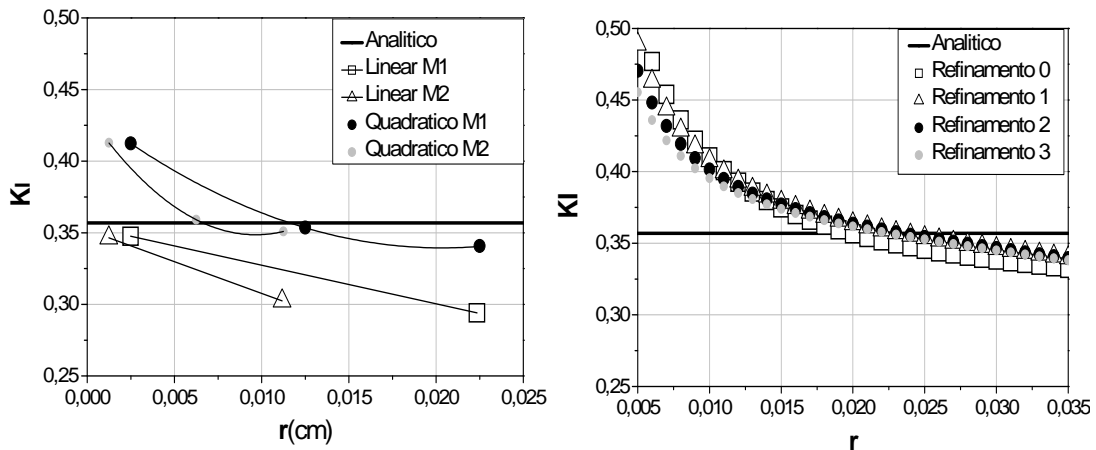 0,50
0,45
0,40
0,35
0,30
0,25
KI
0,000
0,005
0,010
0,015
0,020
0,025
r(cm)
Analitico
Linear M1
Linear M2
Quadratico M1
Quadratico M2
0,50
0,45
0,40
0,35
0,30
0,25
KI
0,005
0,010
0,015
0,020
0,025
0,030
0,035
r
Analitico
Refinamento 0
Refinamento 1
Refinamento 2
Refinamento 3